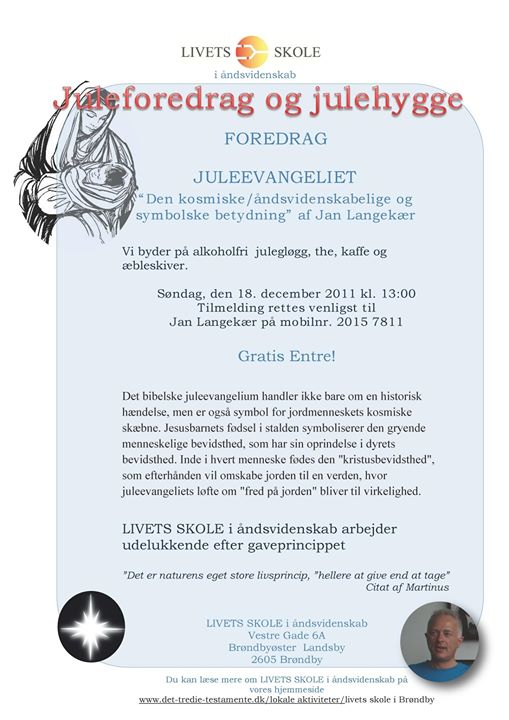 LIVETS SKOLE
i åndsvidenskab
Juleforedrag og julehygge
FOREDRAG
JULEEVANGELIET
"Den kosmiske/åndsvidenskabelige og
symbolske betydning" af Jan Langekær
Vi byder på alkoholfri julegløgg, the, kaffe og
æbleskiver.
Søndag, den 18. december 2011 kl. 13:00
Tilmelding rettes venligst til
Jan Langekær på mobilnr. 2015 7811
Gratis Entre!
Det bibelske juleevangelium handler ikke bare om en historisk
hændelse, men er også symbol for jordmenneskets kosmiske
skæbne. Jesusbarnets fødsel i stalden symboliserer den gryende
menneskelige bevidsthed, som har sin oprindelse i dyrets
bevidsthed. Inde i hvert menneske fødes den "kristusbevidsthed",
som efterhånden vil omskabe jorden til en verden, hvor
juleevangeliets løfte om "fred på jorden" bliver til virkelighed.
LIVETS SKOLE i åndsvidenskab arbejder
udelukkende efter gaveprincippet
"Det er naturens eget store livsprincip, "hellere at give end at tage"
Citat af Martinus
LIVETS SKOLE i åndsvidenskab
Vestre Gade 6A
Brøndbyøster Landsby
2605 Brøndby
Du kan læse mere om LIVETS SKOLE i åndsvidenskab på
vores hjemmeside
www.det-tredie-testamente.dk/lokale aktiviteter/livets skole i Brøndby